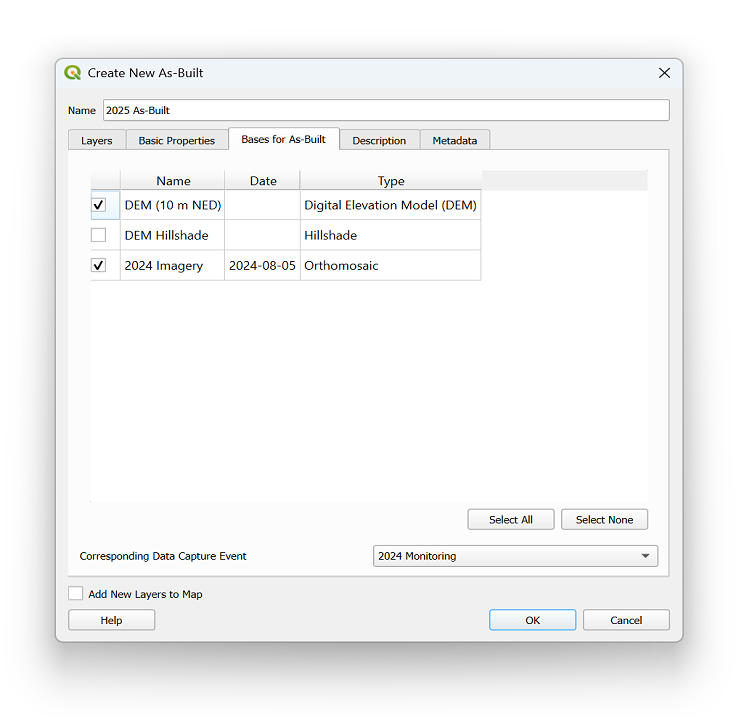 Create New As-Built
Name 2025 As-Built
Layers Basic Properties Bases for As-Built Description Metadata
Name Date Type
DEM (10 m NED) Digital Elevation Model (DEM)
DEM Hillshade Hillshade
2024 Imagery 2024-08-05 Orthomosaic
Select All Select None
Corresponding Data Capture Event 2024 Monitoring
Add New Layers to Map
Help OK Cancel